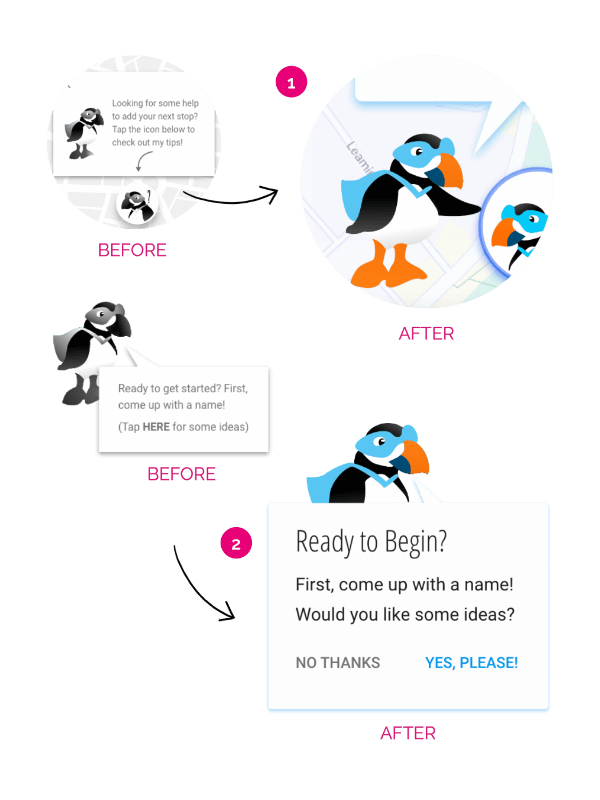 1
Looking for some help
to add your next stop?
Tap the icon below to
check out my tips!
BEFORE
AFTER
Ready to get started? First,
come up with a name!
(Tap HERE for some ideas)
BEFORE
2
Ready to Begin?
First, come up with a name!
Would you like some ideas?
NO THANKS
YES, PLEASE!
AFTER